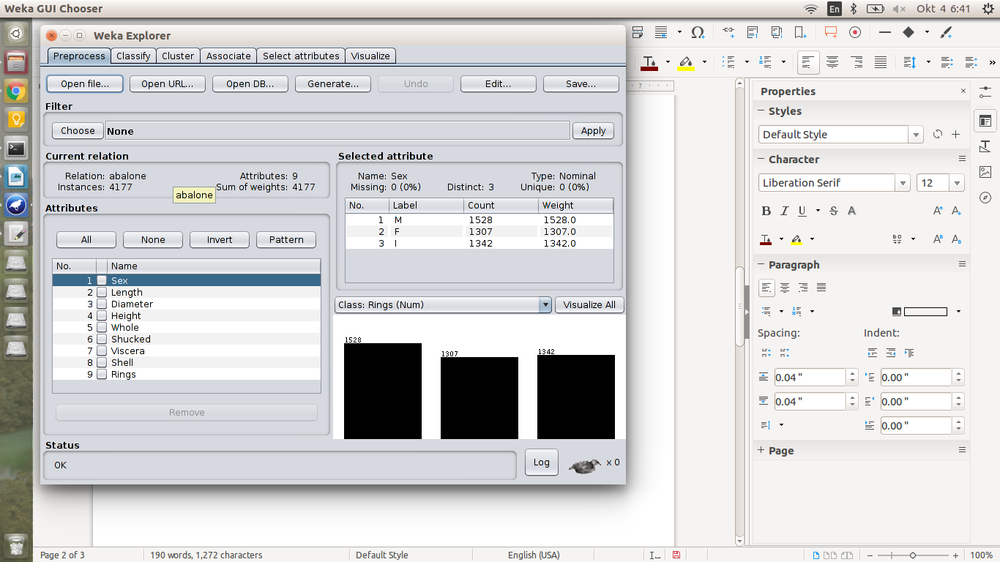 Weka GUI Chooser
En
Okt 4 6:41
Weka Explorer
Preprocess Classify Cluster Associate Select attributes Visualize
Open file... Open URL... Open DB... Generate... Undo Edit... Save...
7
Filter
Choose None Apply
Current relation
Relation: abalone Attributes: 9
Instances: 4177 Sum of weights: 4177
abalone
Attributes
All None Invert Pattern
No. Name
1 Sex
2 Length
3 Diameter
4 Height
5 Whole
6 Shucked
7 Viscera
8 Shell
9 Rings
Remove
Selected attribute
Name: Sex Type: Nominal
Missing: 0 (0%) Distinct: 3 Unique: 0 (0%)
No. Label Count Weight
1 M 1528 1528.0
2 F 1307 1307.0
3 I 1342 1342.0
Class: Rings (Num) Visualize All
1528
1307
1342
Status
OK
Log
x 0
Properties
Styles
Default Style
Character
Liberation Serif 12
Paragraph
Spacing: Indent:
0.04 " 0.00 "
0.04 " 0.00 "
0.00 "
Page
Page 2 of 3 190 words, 1,272 characters Default Style English (USA) 100%